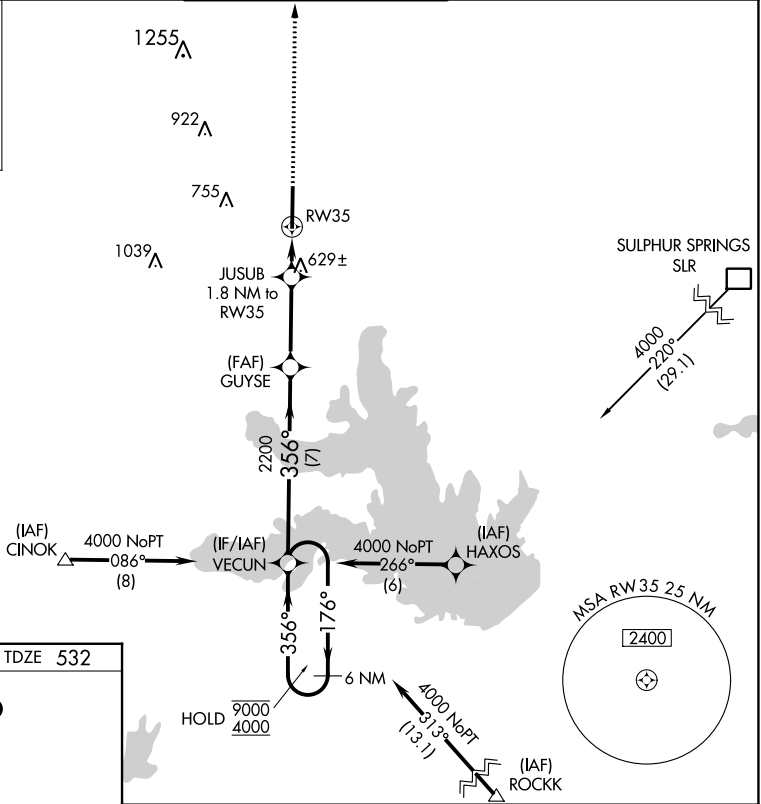 1255
922
755
RW35
1039
629±
SULPHUR SPRINGS
SLR
JUSUB
1.8 NM to
RW35
4000
220°
(29.1)
(FAF)
GUYSE
2200
356°
(7)
(IAF)
CINOK
4000 NoPT
086°
(8)
(IF/IAF)
VECUN
4000 NoPT
266°
(6)
(IAF)
HAXOS
356°
176°
MSA RW35 25 NM
2400
TDZE 532
6 NM
HOLD
9000
4000
4000 NoPT
313°
(13.1)
(IAF)
ROCKK